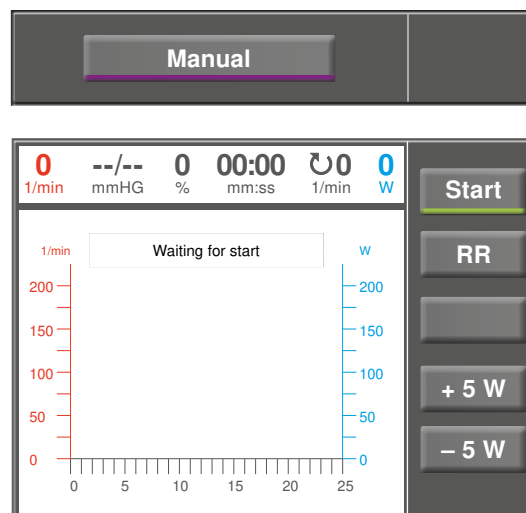 Manual
0 --/-- 0 00:00 0 0
1/min mmHG % mm:ss 1/min W
Start
1/min Waiting for start W
RR
200 200
150 150
100 100
+ 5 W
50 50
– 5 W
0 0
0 5 10 15 20 25